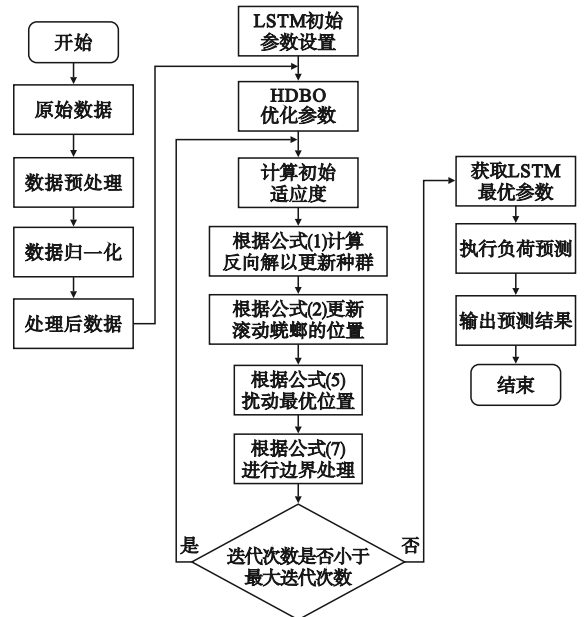 开始
原始数据
数据预处理
数据归一化
处理后数据
LSTM初始
参数设置
HDBO
优化参数
计算初始
适应度
根据公式(1)计算
反向解以更新种群
根据公式(2)更新
滚动蜣螂的位置
根据公式(5)
扰动最优位置
根据公式(7)
进行边界处理
是
迭代次数是否小于
最大迭代次数
否
获取LSTM
最优参数
执行负荷预测
输出预测结果
结束